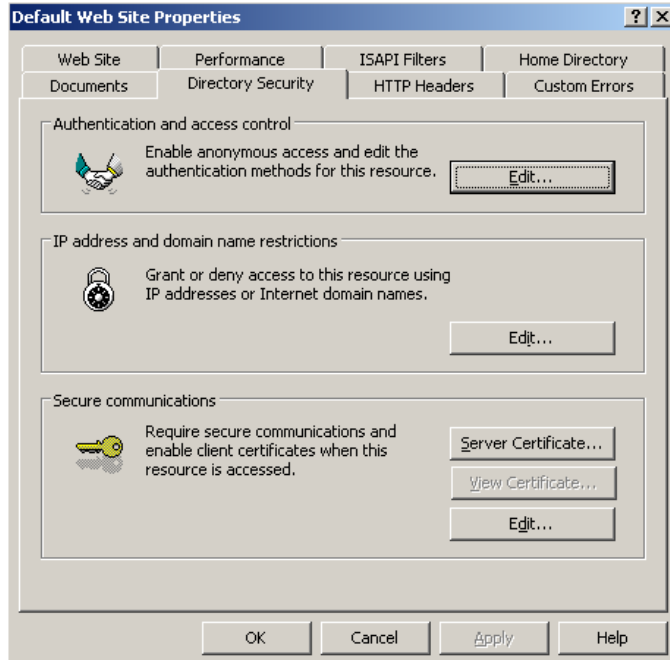 Default Web Site Properties
Web Site Performance ISAPI Filters Home Directory
Documents Directory Security HTTP Headers Custom Errors
Authentication and access control
Enable anonymous access and edit the
authentication methods for this resource.
Edit...
IP address and domain name restrictions
Grant or deny access to this resource using
IP addresses or Internet domain names.
Edit...
Secure communications
Require secure communications and
enable client certificates when this
resource is accessed.
Server Certificate...
View Certificate...
Edit...
OK Cancel Apply Help